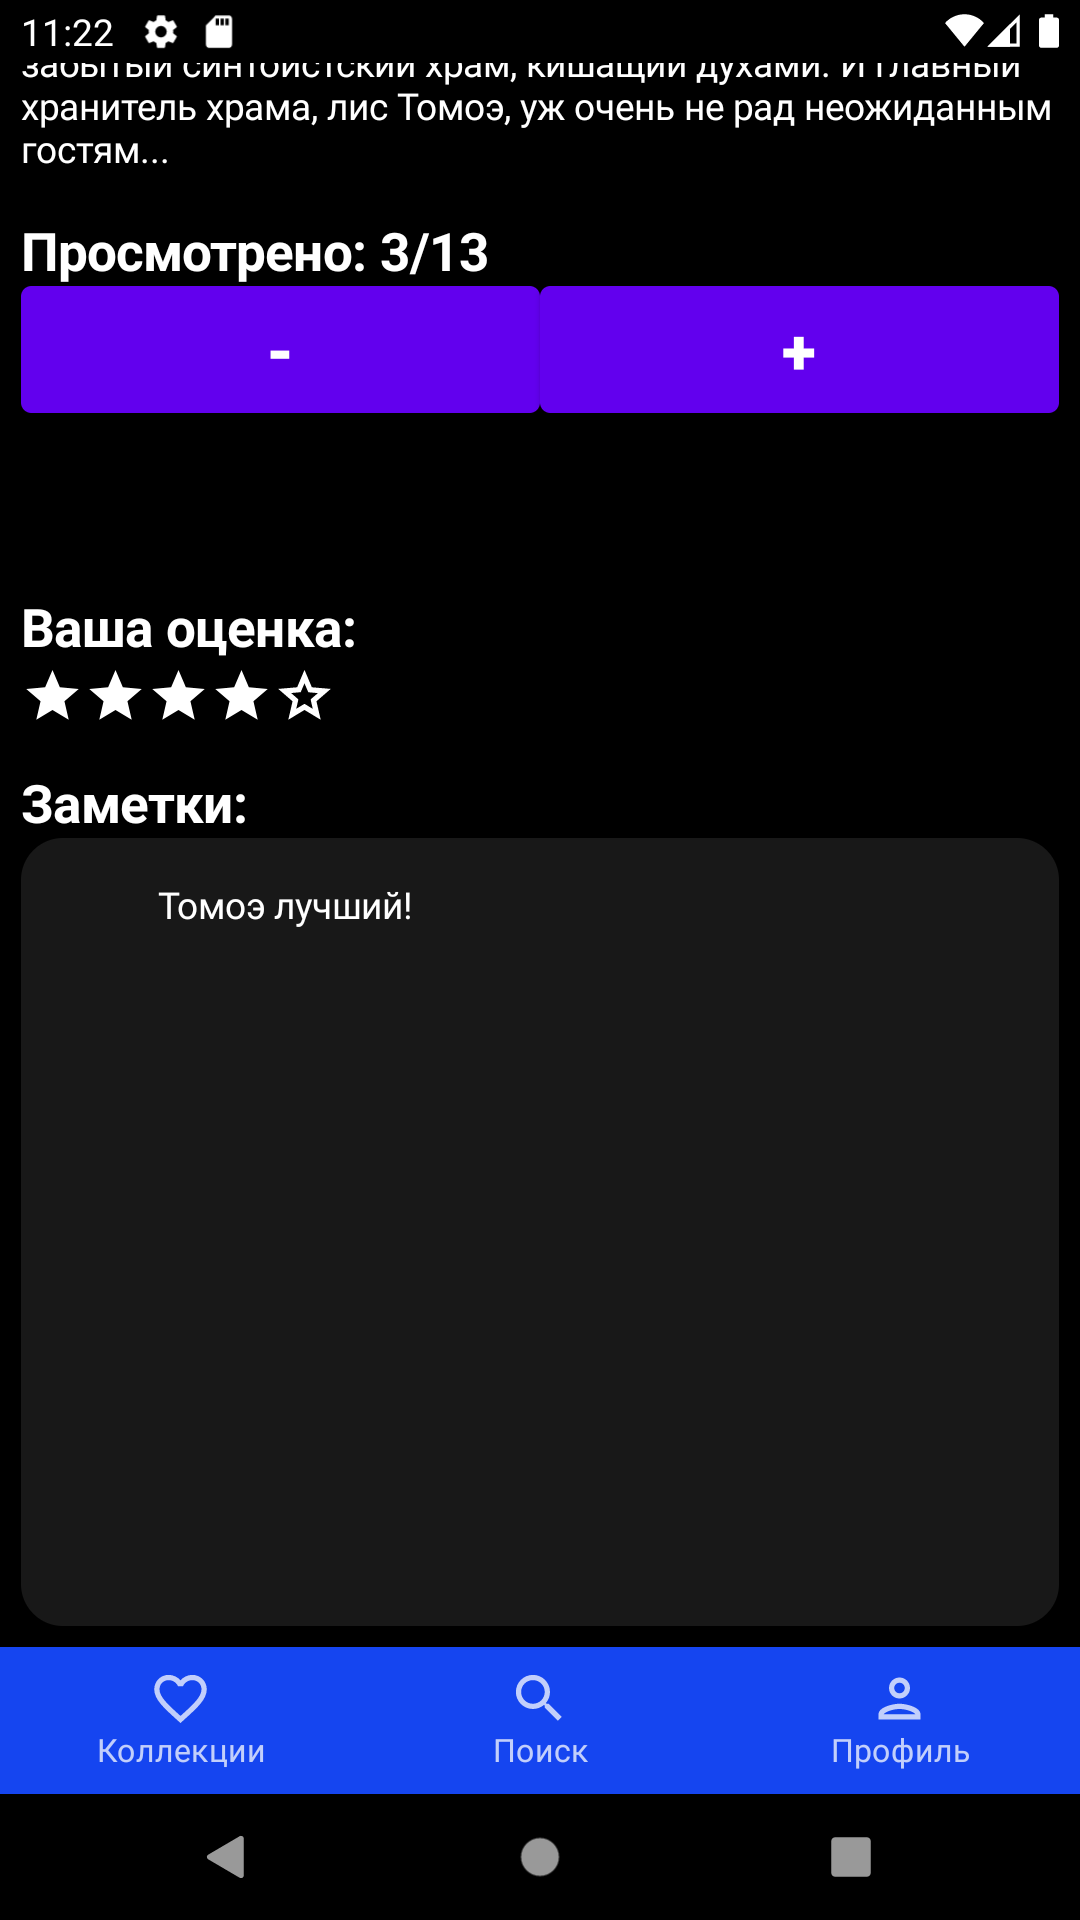 11:22
забытый синтоистский храм, кишащий духами. И главный
хранитель храма, лис Томоэ, уж очень не рад неожиданным
гостям...
Просмотрено: 3/13
- +
Ваша оценка:
Заметки:
Томоэ лучший!
Коллекции Поиск Профиль